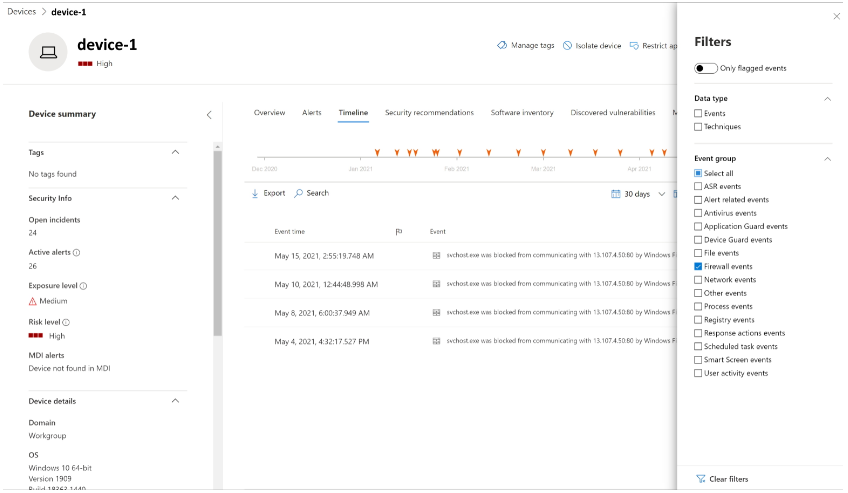 Devices > device-1
device-1
High
Manage tags
Isolate device
Restrict ap
Device summary
Tags
No tags found
Security Info
Open incidents
24
Active alerts
26
Exposure level
Medium
Risk level
High
MDI alerts
Device not found in MDI
Device details
Domain
Workgroup
OS
Windows 10 64-bit
Version 1909
Build 18363.1440
Overview Alerts Timeline Security recommendations Software inventory Discovered vulnerabilities M
Dec 2020 Jan 2021 Feb 2021 Mar 2021 Apr 2021
Export Search 30 days
Event time Event
May 15, 2021, 2:55:19.748 AM svchost.exe was blocked from communicating with 13.107.4.50:80 by Windows F
May 10, 2021, 12:44:48.998 AM svchost.exe was blocked from communicating with 13.107.4.50:80 by Windows F
May 8, 2021, 6:00:37.949 AM svchost.exe was blocked from communicating with 13.107.4.50:80 by Windows F
May 4, 2021, 4:32:17.527 PM svchost.exe was blocked from communicating with 13.107.4.50:80 by Windows F
Filters
Only flagged events
Data type
Events
Techniques
Event group
Select all
ASR events
Alert related events
Antivirus events
Application Guard events
Device Guard events
File events
Firewall events
Network events
Other events
Process events
Registry events
Response actions events
Scheduled task events
Smart Screen events
User activity events
Clear filters